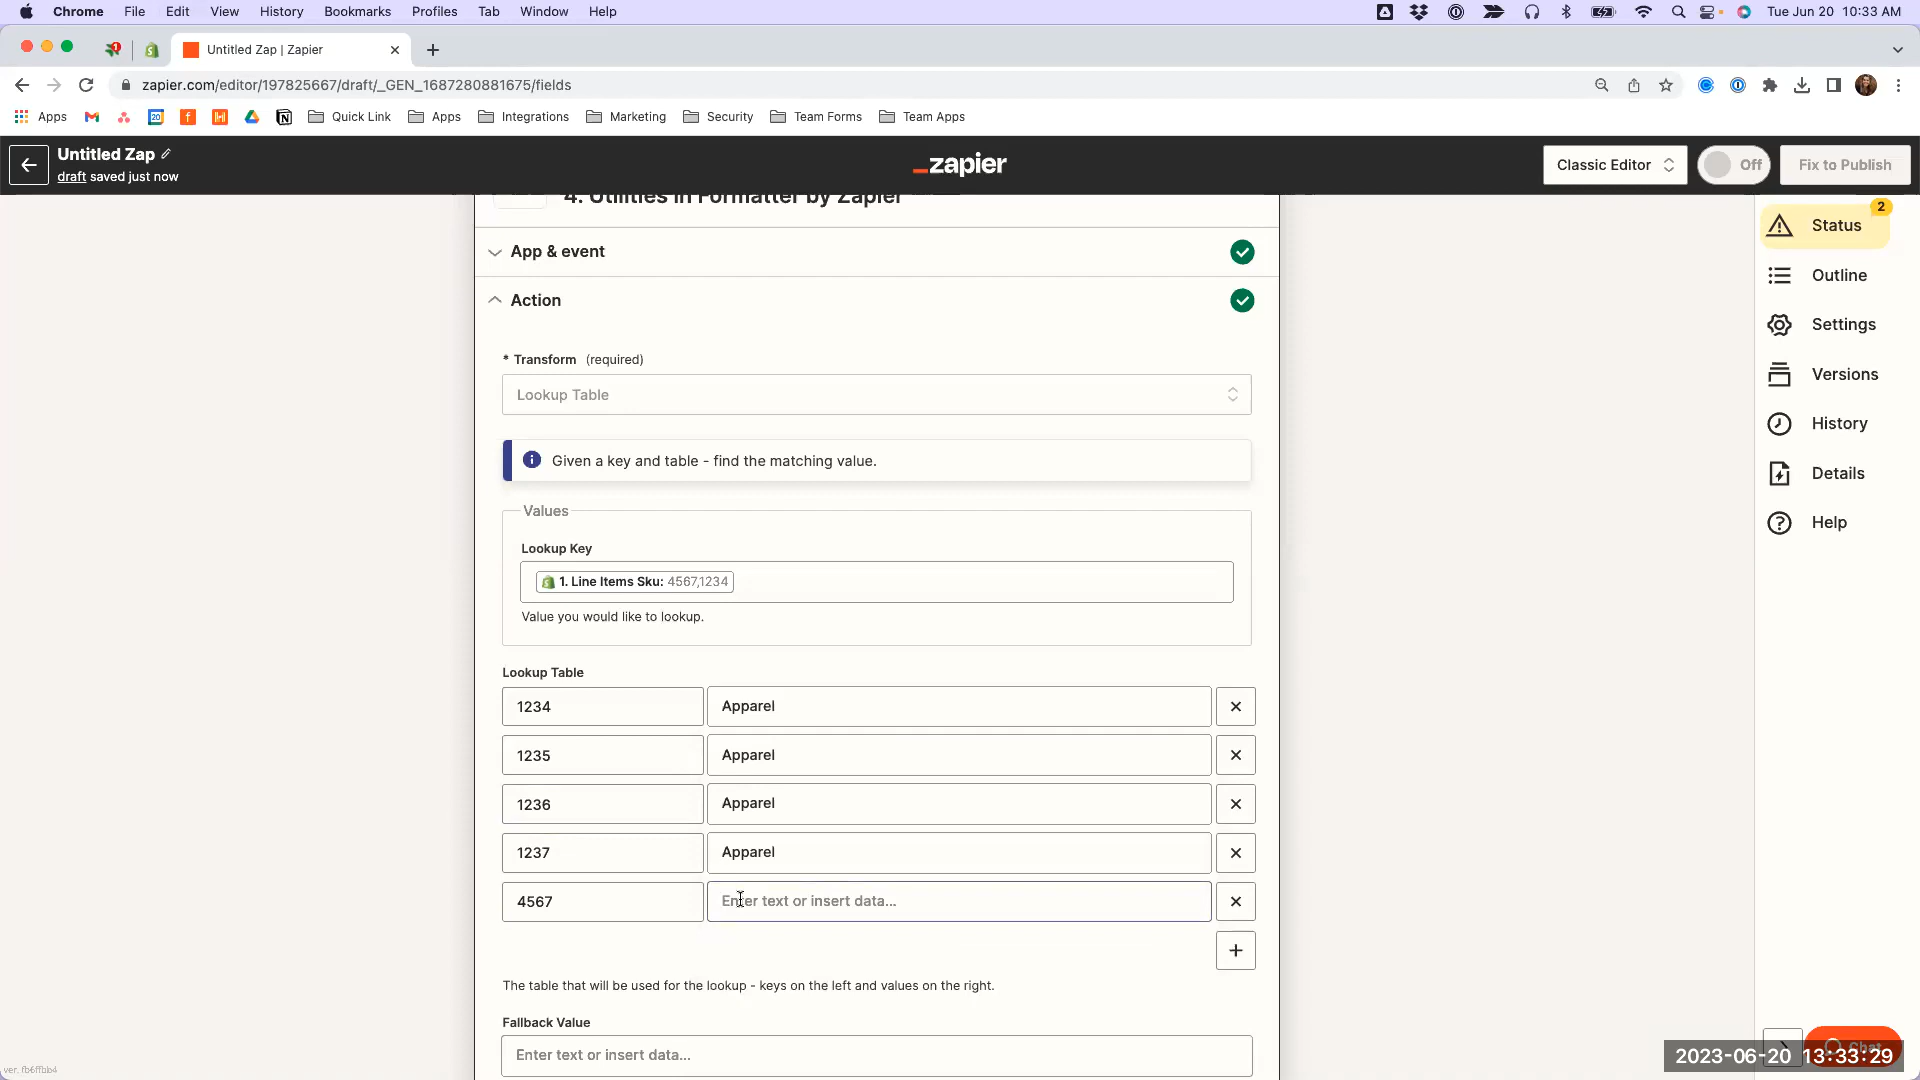 Chrome File Edit View History Bookmarks Profiles Tab Window Help Tue Jun 20 10:33 AM
1 Untitled Zap | Zapier
zapier.com/editor/197825667/draft/_GEN_1687280881675/fields
Apps 20 Quick Link Apps Integrations Marketing Security Team Forms Team Apps
Untitled Zap
draft saved just now
_zapier
Classic Editor Off Fix to Publish
4. Utilities in Formatter by Zapier
App & event
Action
* Transform (required)
Lookup Table
Given a key and table - find the matching value.
Values
Lookup Key
1. Line Items Sku: 4567,1234
Value you would like to lookup.
Lookup Table
1234 Apparel
1235 Apparel
1236 Apparel
1237 Apparel
4567 Enter text or insert data...
The table that will be used for the lookup - keys on the left and values on the right.
Fallback Value
Enter text or insert data...
2
Status
Outline
Settings
Versions
History
Details
Help
Chat
2023-06-20 13:33:29
ver. fb6ffbb4